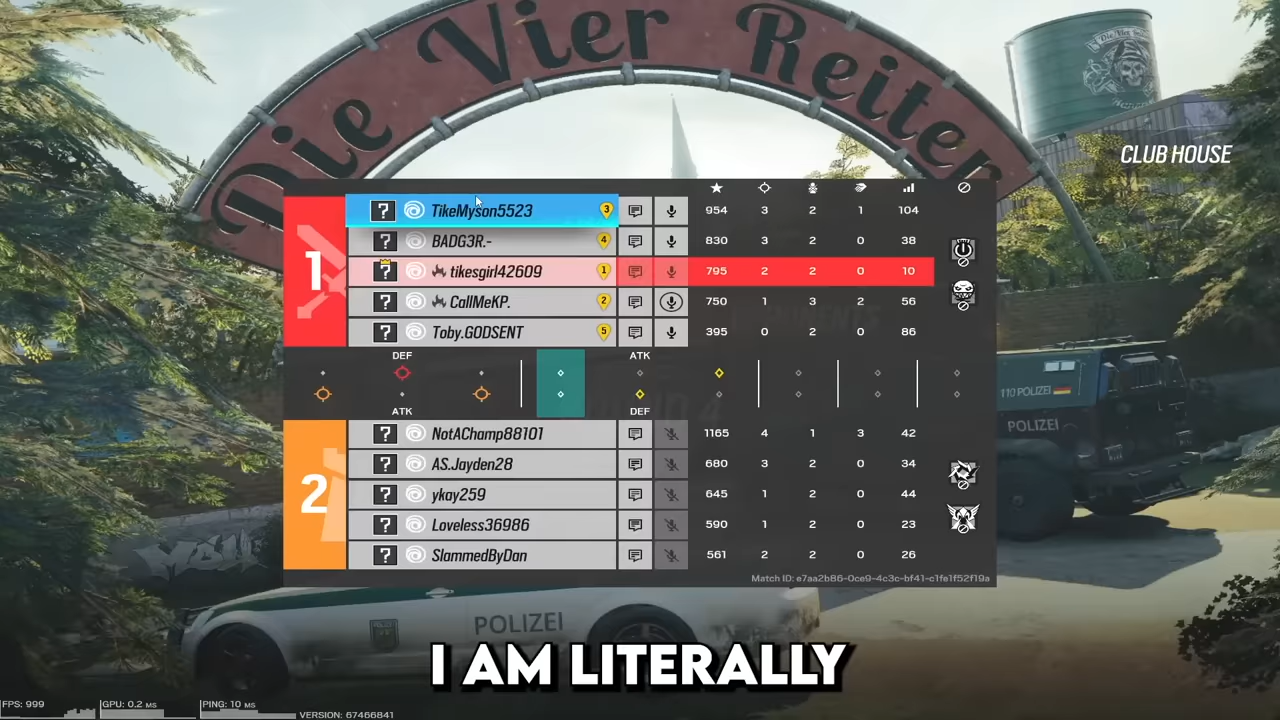 Die Vier Reiter
CLUB HOUSE
1
? TikeMyson5523 3 954 3 2 1 104
? BADG3R.- 4 830 3 2 0 38
? tikesgirl42609 1 795 2 2 0 10
? CallMeKP. 2 750 1 3 2 56
? Toby.GODSENT 5 395 0 2 0 86
DEF ATK
ATK DEF
2
? NotAChamp88101 1165 4 1 3 42
? AS.Jayden28 680 3 2 0 34
? ykay259 645 1 2 0 44
? Loveless36986 590 1 2 0 23
? SlammedByDan 561 2 2 0 26
Match ID: e7aa2b86-0ce9-4c3c-bf41-c1fe1f52f19a
110 POLIZEI
POLIZEI
POLIZEI
I AM LITERALLY
FPS: 999 GPU: 0.2 MS PING: 10 MS VERSION: 67466841